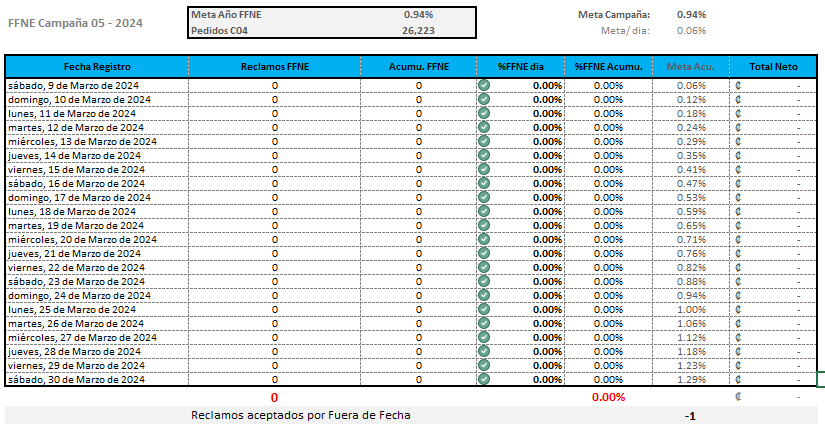 FFNE Campaña 05 - 2024
Meta Año FFNE 0.94%
Pedidos C04 26,223
Meta Campaña: 0.94%
Meta/ dia: 0.06%
Fecha Registro Reclamos FFNE Acumu. FFNE %FFNE dia %FFNE Acumu. Meta Acu. Total Neto
sábado, 9 de Marzo de 2024 0 0 0.00% 0.00% 0.06% ₡ -
domingo, 10 de Marzo de 2024 0 0 0.00% 0.00% 0.12% ₡ -
lunes, 11 de Marzo de 2024 0 0 0.00% 0.00% 0.18% ₡ -
martes, 12 de Marzo de 2024 0 0 0.00% 0.00% 0.24% ₡ -
miércoles, 13 de Marzo de 2024 0 0 0.00% 0.00% 0.29% ₡ -
jueves, 14 de Marzo de 2024 0 0 0.00% 0.00% 0.35% ₡ -
viernes, 15 de Marzo de 2024 0 0 0.00% 0.00% 0.41% ₡ -
sábado, 16 de Marzo de 2024 0 0 0.00% 0.00% 0.47% ₡ -
domingo, 17 de Marzo de 2024 0 0 0.00% 0.00% 0.53% ₡ -
lunes, 18 de Marzo de 2024 0 0 0.00% 0.00% 0.59% ₡ -
martes, 19 de Marzo de 2024 0 0 0.00% 0.00% 0.65% ₡ -
miércoles, 20 de Marzo de 2024 0 0 0.00% 0.00% 0.71% ₡ -
jueves, 21 de Marzo de 2024 0 0 0.00% 0.00% 0.76% ₡ -
viernes, 22 de Marzo de 2024 0 0 0.00% 0.00% 0.82% ₡ -
sábado, 23 de Marzo de 2024 0 0 0.00% 0.00% 0.88% ₡ -
domingo, 24 de Marzo de 2024 0 0 0.00% 0.00% 0.94% ₡ -
lunes, 25 de Marzo de 2024 0 0 0.00% 0.00% 1.00% ₡ -
martes, 26 de Marzo de 2024 0 0 0.00% 0.00% 1.06% ₡ -
miércoles, 27 de Marzo de 2024 0 0 0.00% 0.00% 1.12% ₡ -
jueves, 28 de Marzo de 2024 0 0 0.00% 0.00% 1.18% ₡ -
viernes, 29 de Marzo de 2024 0 0 0.00% 0.00% 1.23% ₡ -
sábado, 30 de Marzo de 2024 0 0 0.00% 0.00% 1.29% ₡ -
0 0.00% ₡ -
Reclamos aceptados por Fuera de Fecha -1